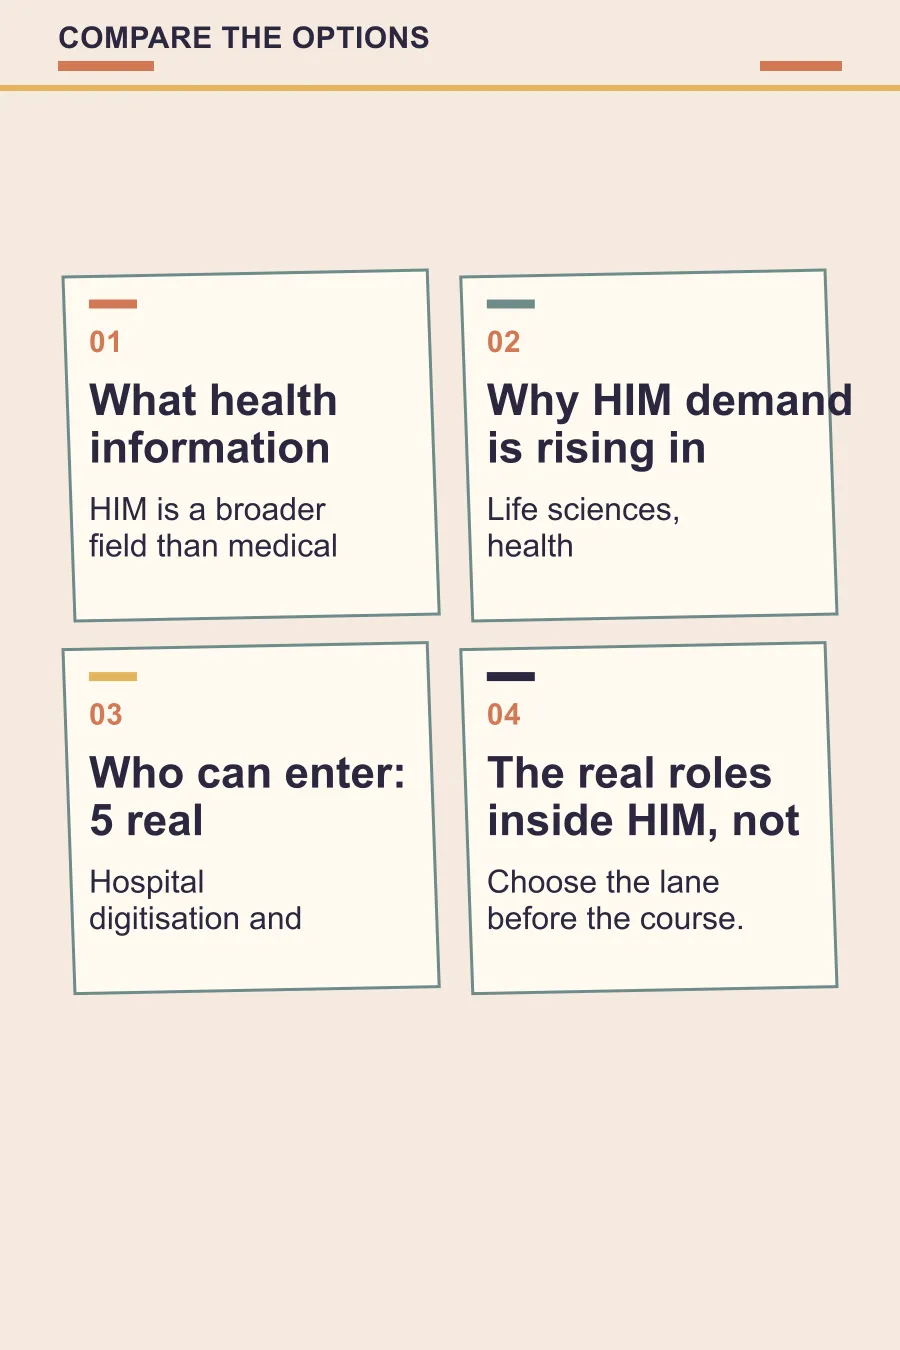 COMPARE THE OPTIONS
01
What health
information
HIM is a broader
field than medical
02
Why HIM demand
is rising in
Life sciences,
health
03
Who can enter:
5 real
Hospital
digitisation and
04
The real roles
inside HIM, not
Choose the lane
before the course.